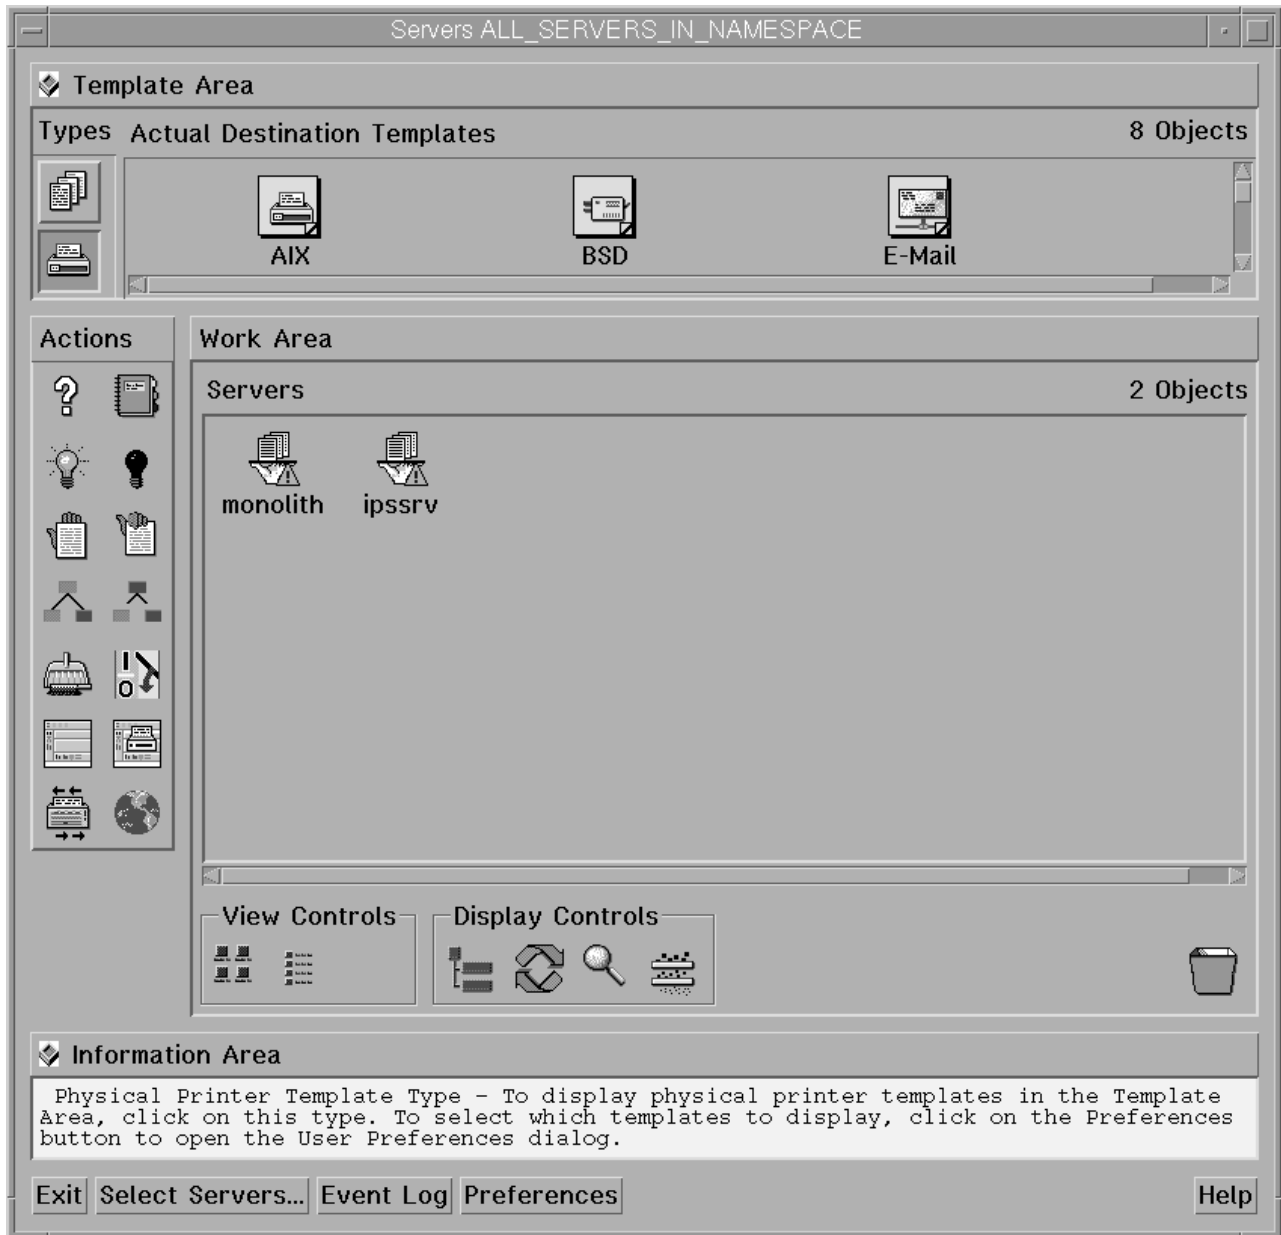 Servers ALL_SERVERS_IN_NAMESPACE
Template Area
Types
Actual Destination Templates
8 Objects
AIX
BSD
E-Mail
Actions
Work Area
Servers
2 Objects
monolith
ipssrv
View Controls
Display Controls
Information Area
Physical Printer Template Type - To display physical printer templates in the Template
Area, click on this type. To select which templates to display, click on the Preferences
button to open the User Preferences dialog.
Exit
Select Servers...
Event Log
Preferences
Help